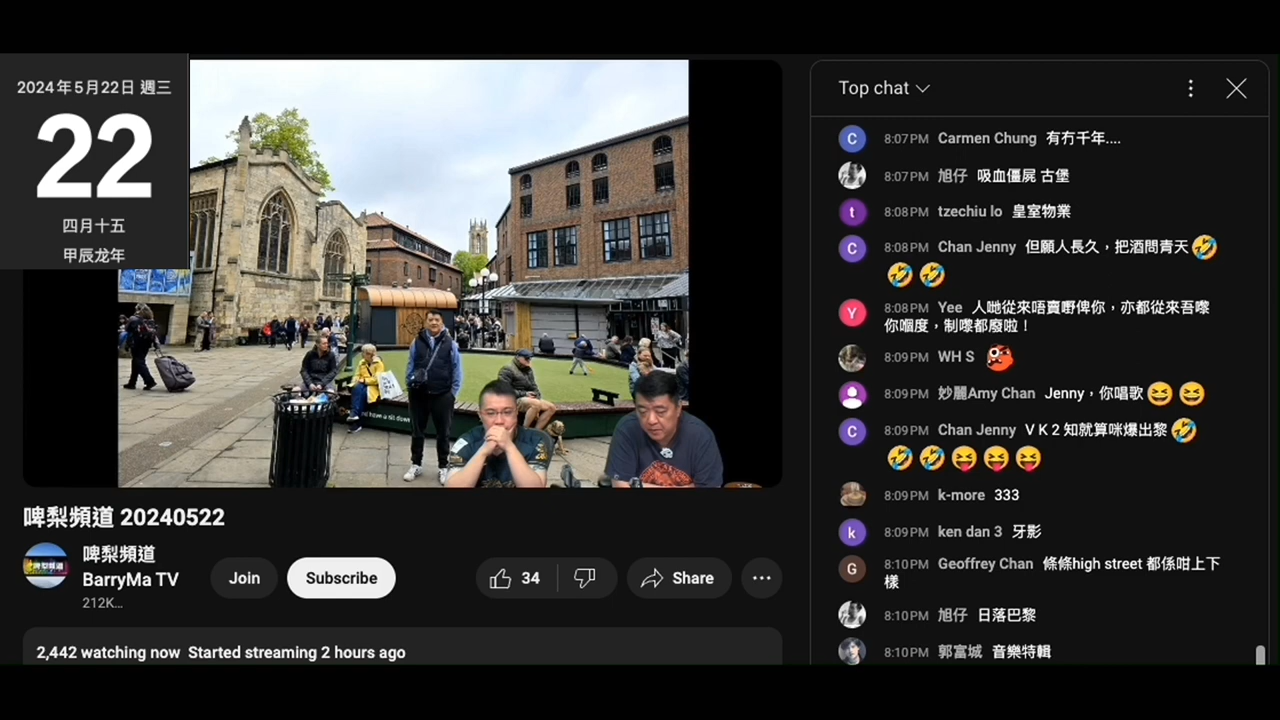 2024年5月22日 週三
22
四月十五
甲辰龙年
nd have a sit down
啤梨頻道 20240522
啤梨頻道
BarryMa TV
212K...
Join
Subscribe
34
Share
2,442 watching now Started streaming 2 hours ago
Top chat
8:07PM Carmen Chung 有冇千年....
8:07PM 旭仔 吸血僵屍 古堡
8:08PM tzechiu lo 皇室物業
8:08PM Chan Jenny 但願人長久，把酒問青天🤣
🤣🤣
8:08PM Yee 人哋從來唔賣嘢俾你，亦都從來吾嚟
你嗰度，制嚟都廢啦！
8:09PM WH S
8:09PM 妙麗Amy Chan Jenny，你唱歌😆😆
8:09PM Chan Jenny V K 2 知就算咪爆出黎🤣
🤣🤣😝😝😝
8:09PM k-more 333
8:09PM ken dan 3 牙影
8:10PM Geoffrey Chan 條條high street 都係咁上下
樣
8:10PM 旭仔 日落巴黎
8:10PM 郭富城 音樂特輯